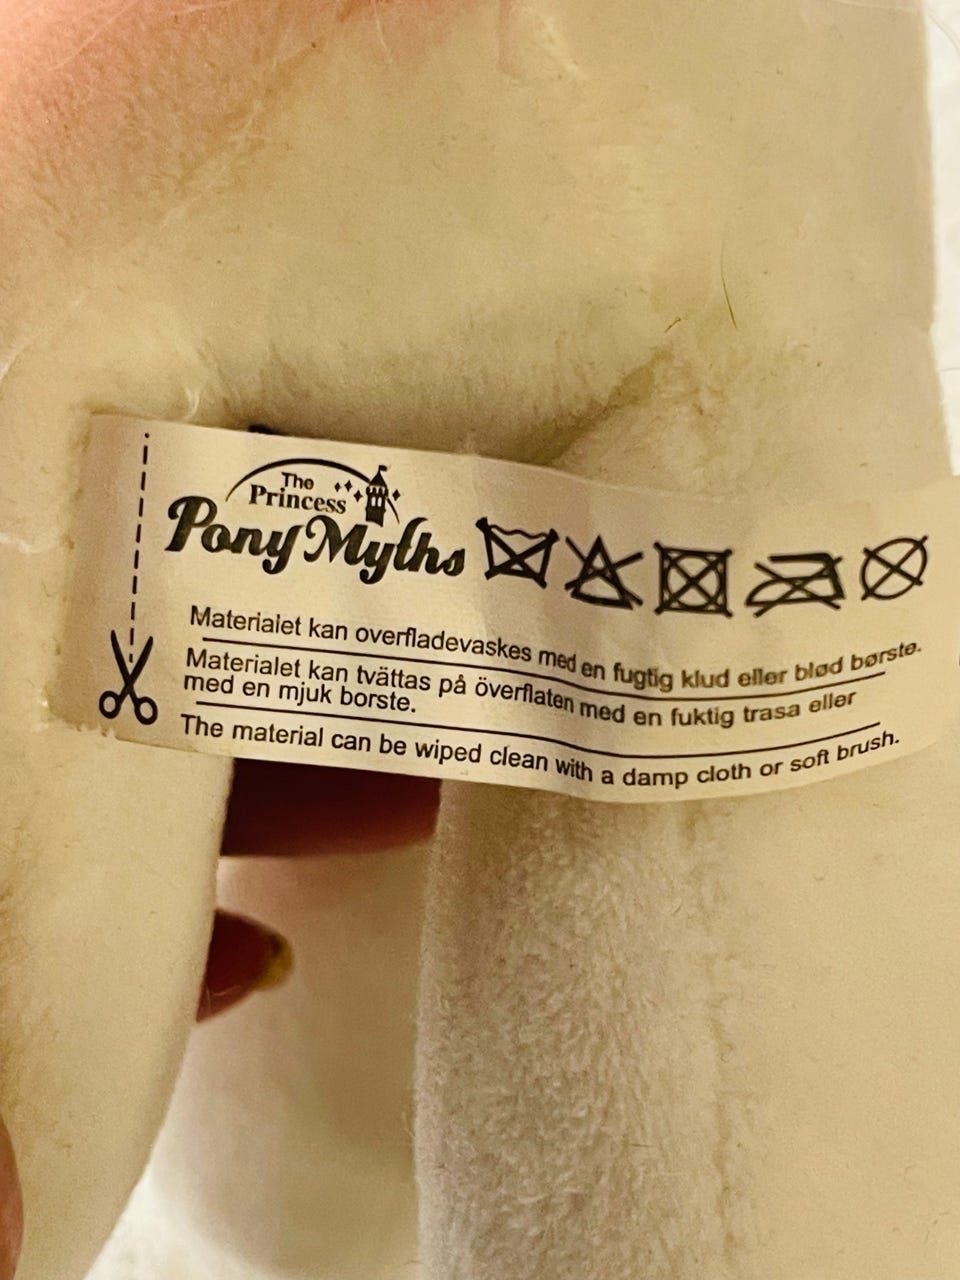 The
Princess
Pony Myths
Materialet kan overfladevaskes med en fugtig klud eller blød børste.
Materialet kan tvättas på överflaten med en fuktig trasa eller
med en mjuk borste.
The material can be wiped clean with a damp cloth or soft brush.